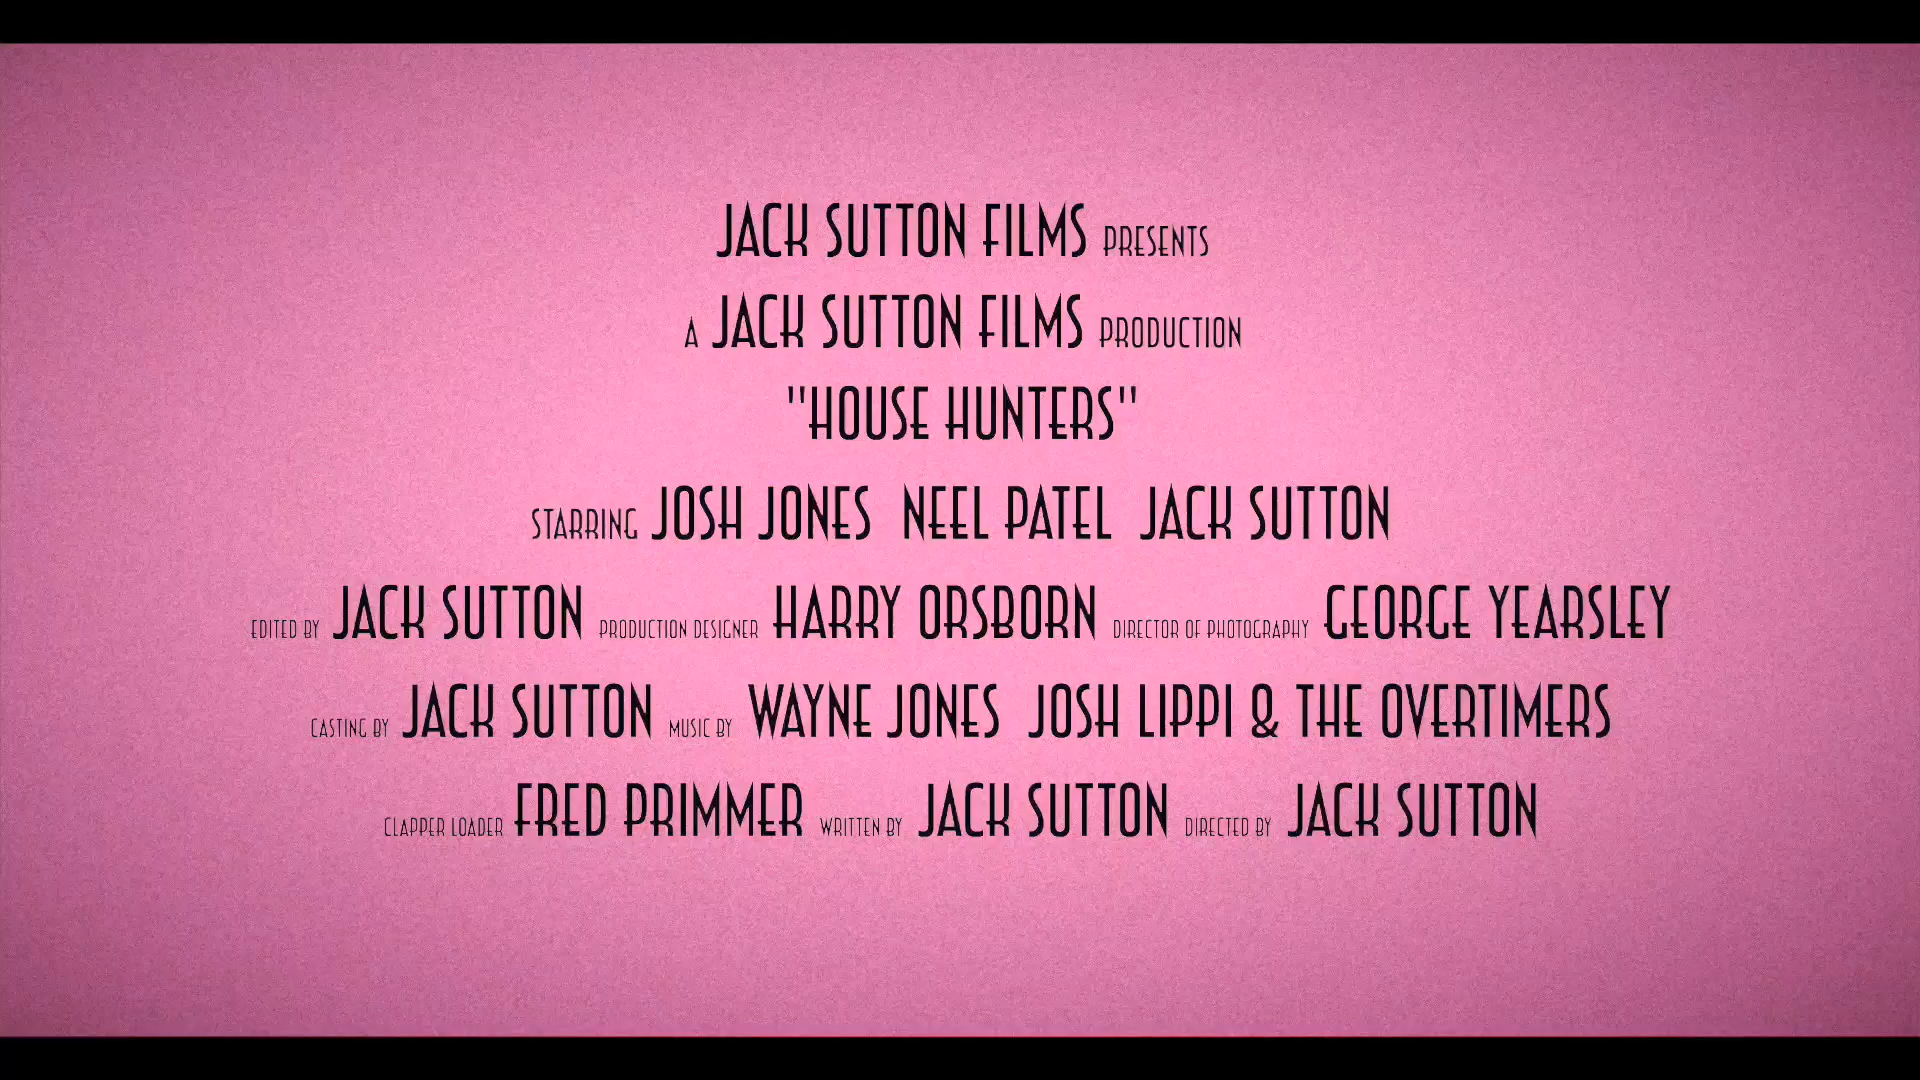 JACK SUTTON FILMS PRESENTS
A JACK SUTTON FILMS PRODUCTION
"HOUSE HUNTERS"
STARRING JOSH JONES NEEL PATEL JACK SUTTON
EDITED BY JACK SUTTON PRODUCTION DESIGNER HARRY ORSBORN DIRECTOR OF PHOTOGRAPHY GEORGE YEARSLEY
CASTING BY JACK SUTTON MUSIC BY WAYNE JONES JOSH LIPPI & THE OVERTIMERS
CLAPPER LOADER FRED PRIMMER WRITTEN BY JACK SUTTON DIRECTED BY JACK SUTTON